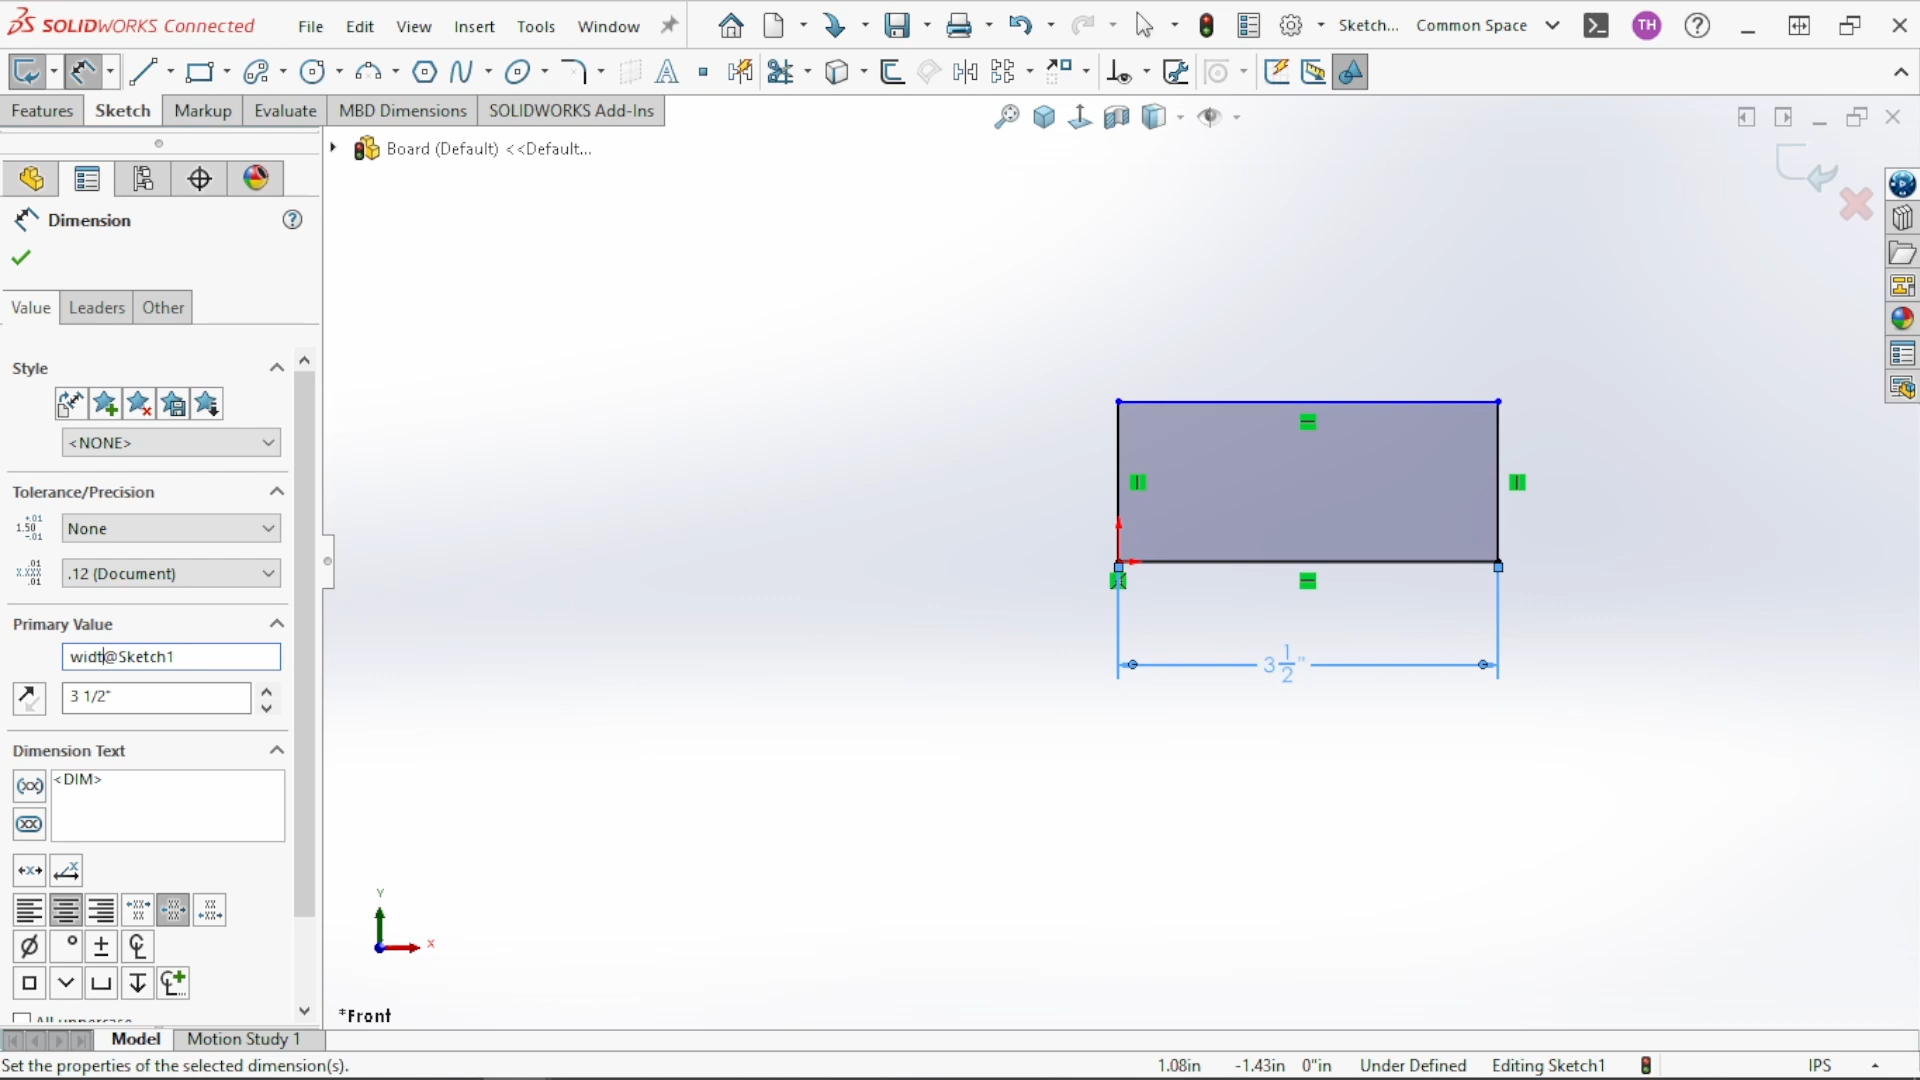 SOLIDWORKS Connected
File Edit View Insert Tools Window
Sketch... Common Space
TH
Features Sketch Markup Evaluate MBD Dimensions SOLIDWORKS Add-Ins
Board (Default) <<Default...
Dimension
Value Leaders Other
Style
<NONE>
Tolerance/Precision
None
.12 (Document)
Primary Value
widt@Sketch1
3 1/2"
Dimension Text
<DIM>
All uppercase
3 1/2"
Y
X
*Front
Model Motion Study 1
Set the properties of the selected dimension(s).
1.08in -1.43in 0"in Under Defined Editing Sketch1 IPS